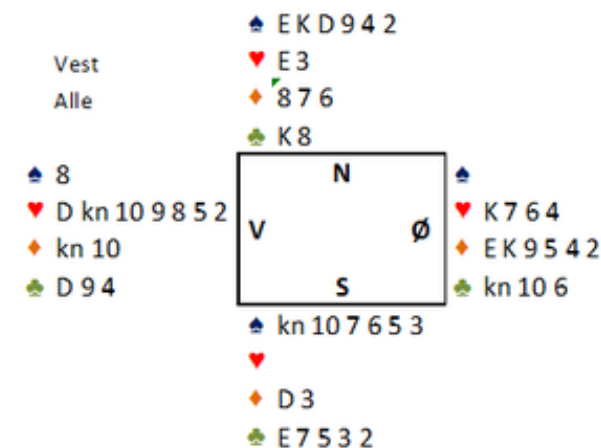 ♠ E K D 9 4 2
Vest ♥ E 3
Alle ♦ 8 7 6
♣ K 8
♠ 8 N ♠
♥ D kn 10 9 8 5 2 ♥ K 7 6 4
V Ø
♦ kn 10 ♦ E K 9 5 4 2
♣ D 9 4 S ♣ kn 10 6
♠ kn 10 7 6 5 3
♥
♦ D 3
♣ E 7 5 3 2